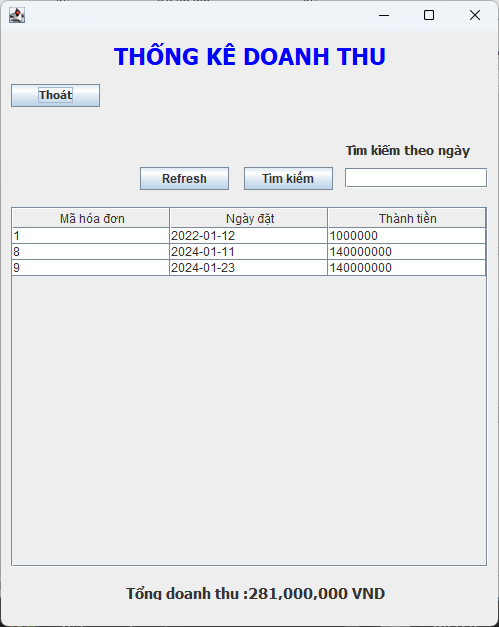 THỐNG KÊ DOANH THU
Thoát
Tìm kiếm theo ngày
Refresh Tìm kiếm
Mã hóa đơn Ngày đặt Thành tiền
1 2022-01-12 1000000
8 2024-01-11 140000000
9 2024-01-23 140000000
Tổng doanh thu :281,000,000 VND